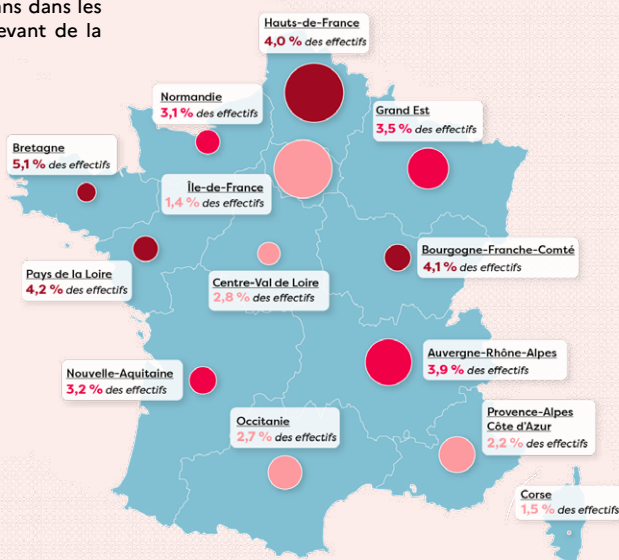 ns dans les
evant de la
Hauts-de-France
4,0 % des effectifs
Normandie
3,1 % des effectifs
Grand Est
3,5 % des effectifs
Bretagne
5,1 % des effectifs
Île-de-France
1,4 % des effectifs
Bourgogne-Franche-Comté
4,1 % des effectifs
Pays de la Loire
4,2 % des effectifs
Centre-Val de Loire
2,8 % des effectifs
Auvergne-Rhône-Alpes
3,9 % des effectifs
Nouvelle-Aquitaine
3,2 % des effectifs
Occitanie
2,7 % des effectifs
Provence-Alpes
Côte d'Azur
2,2 % des effectifs
Corse
1,5 % des effectifs